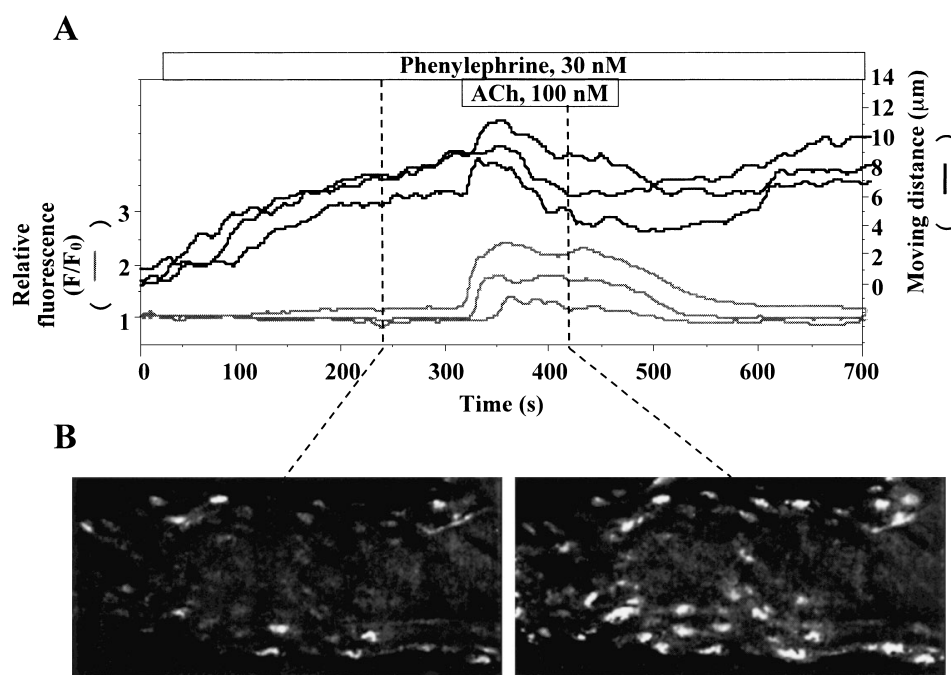 A
Phenylephrine, 30 nM
ACh, 100 nM
14
12
10
8
6
4
2
0
Moving distance (μm)
( — )
3
2
1
Relative
fluorescence
(F/F0)
( — )
0 100 200 300 400 500 600 700
Time (s)
B